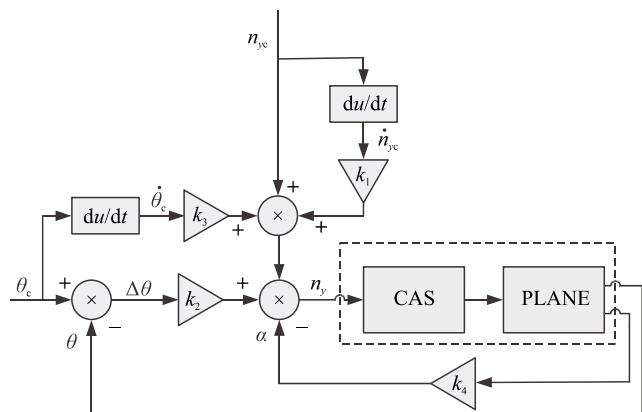 n_yc
du/dt
ṅ_yc
k_1
+
+
du/dt
θ̇_c
k_3
+
×
θ_c
+
×
Δθ
k_2
+
×
n_y
CAS
PLANE
−
−
θ
α
k_4